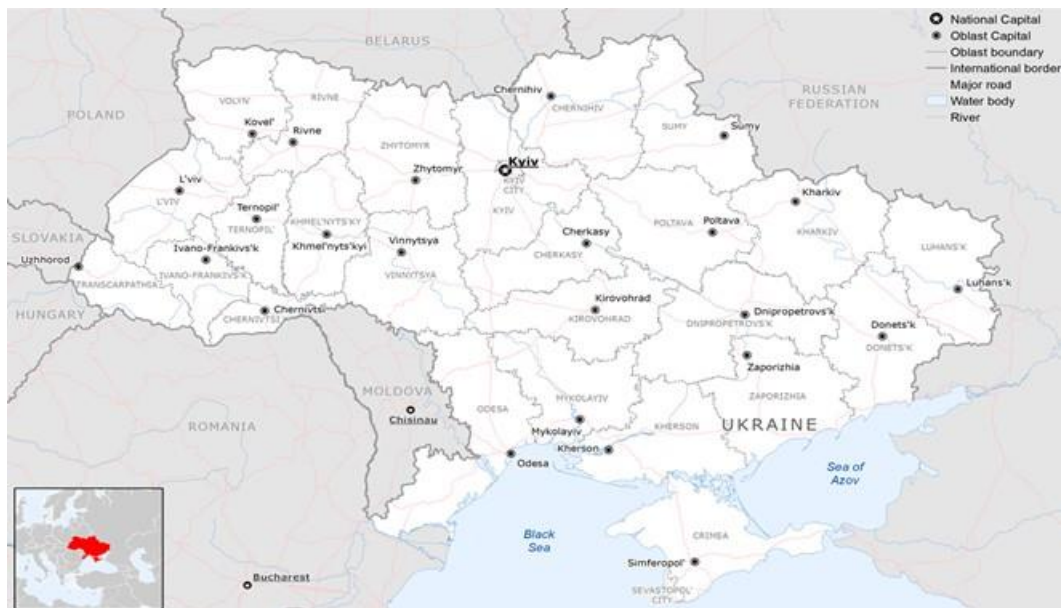 National Capital
Oblast Capital
Oblast boundary
International border
Major road
Water body
River
BELARUS
POLAND
RUSSIAN
FEDERATION
SLOVAKIA
HUNGARY
ROMANIA
MOLDOVA
UKRAINE
Chernihiv
CHERNIHIV
VOLYN
RIVNE
Kovel'
Rivne
SUMY
Sumy
ZHYTOMYR
Zhytomyr
Kyiv
KYIV
CITY
KYIV
L'viv
L'VIV
Kharkiv
KHARKIV
Ternopil'
TERNOPIL'
KHMEL'NYTS'KY
Khmel'nyts'kyi
Poltava
POLTAVA
Cherkasy
CHERKASY
Vinnytsya
VINNYTSYA
LUHANS'K
Luhans'k
Uzhhorod
Ivano-Frankivs'k
IVANO-FRANKIVS'K
TRANSCARPATHIA
Chernivtsi
CHERNIVTSI
Kirovohrad
KIROVOHRAD
Dnipropetrovs'k
DNIPROPETROVS'K
Donets'k
DONETS'K
Zaporizhia
ZAPORIZHIA
Chisinau
ODESA
MYKOLAYIV
Mykolayiv
KHERSON
Kherson
Odesa
Sea of
Azov
Black
Sea
CRIMEA
Simferopol'
SEVASTOPOL'
CITY
Bucharest